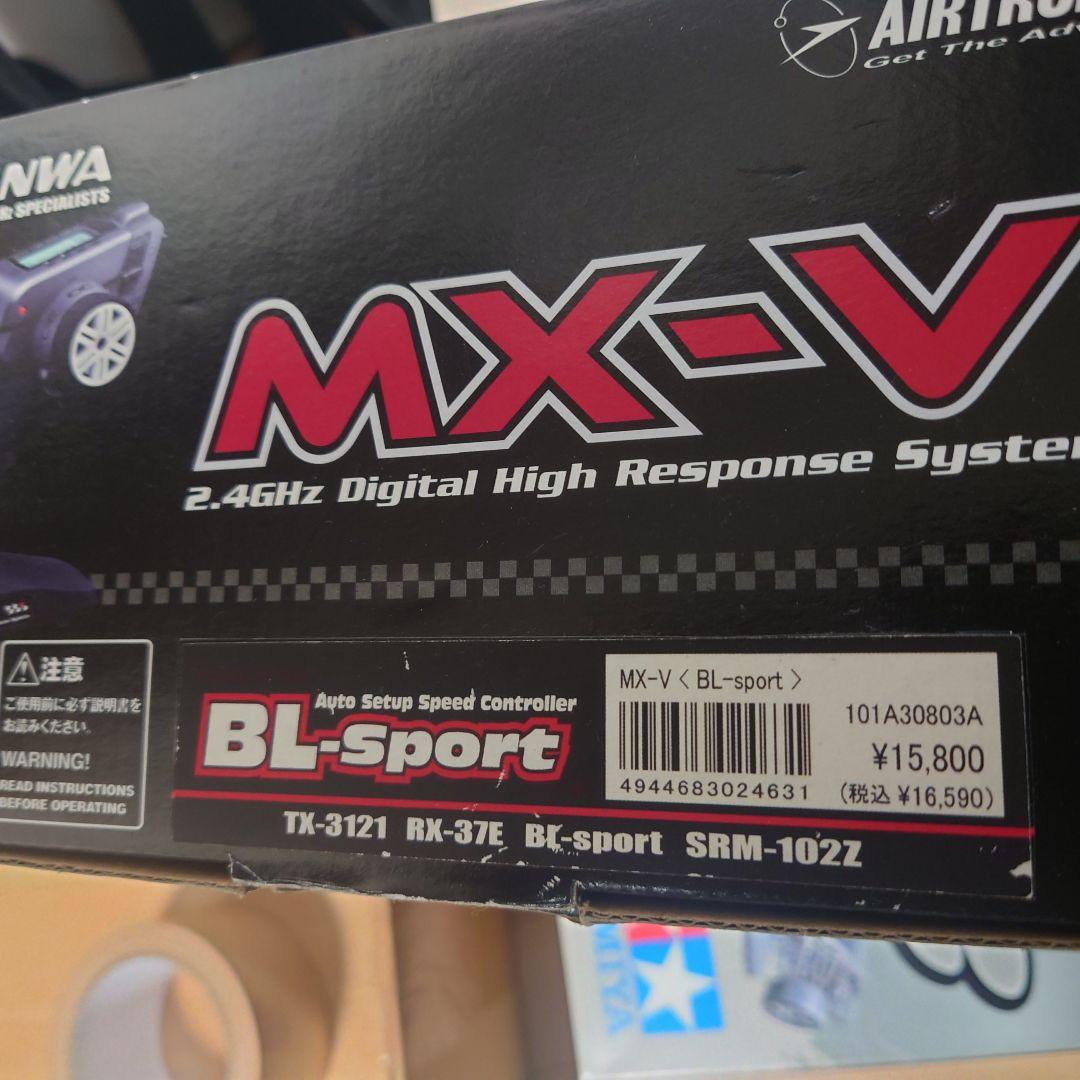 AIRTRO
Get The Adv
NWA
R: SPECIALISTS
MX-V
2.4GHz Digital High Response System
注意
ご使用前に必ず説明書を
お読みください。
WARNING!
READ INSTRUCTIONS
BEFORE OPERATING
Auto Setup Speed Controller
BL-sport
MX-V < BL-sport >
101A30803A
¥15,800
4944683024631
(税込 ¥16,590)
TX-3121 RX-37E BL-sport SRM-102Z
MIYA